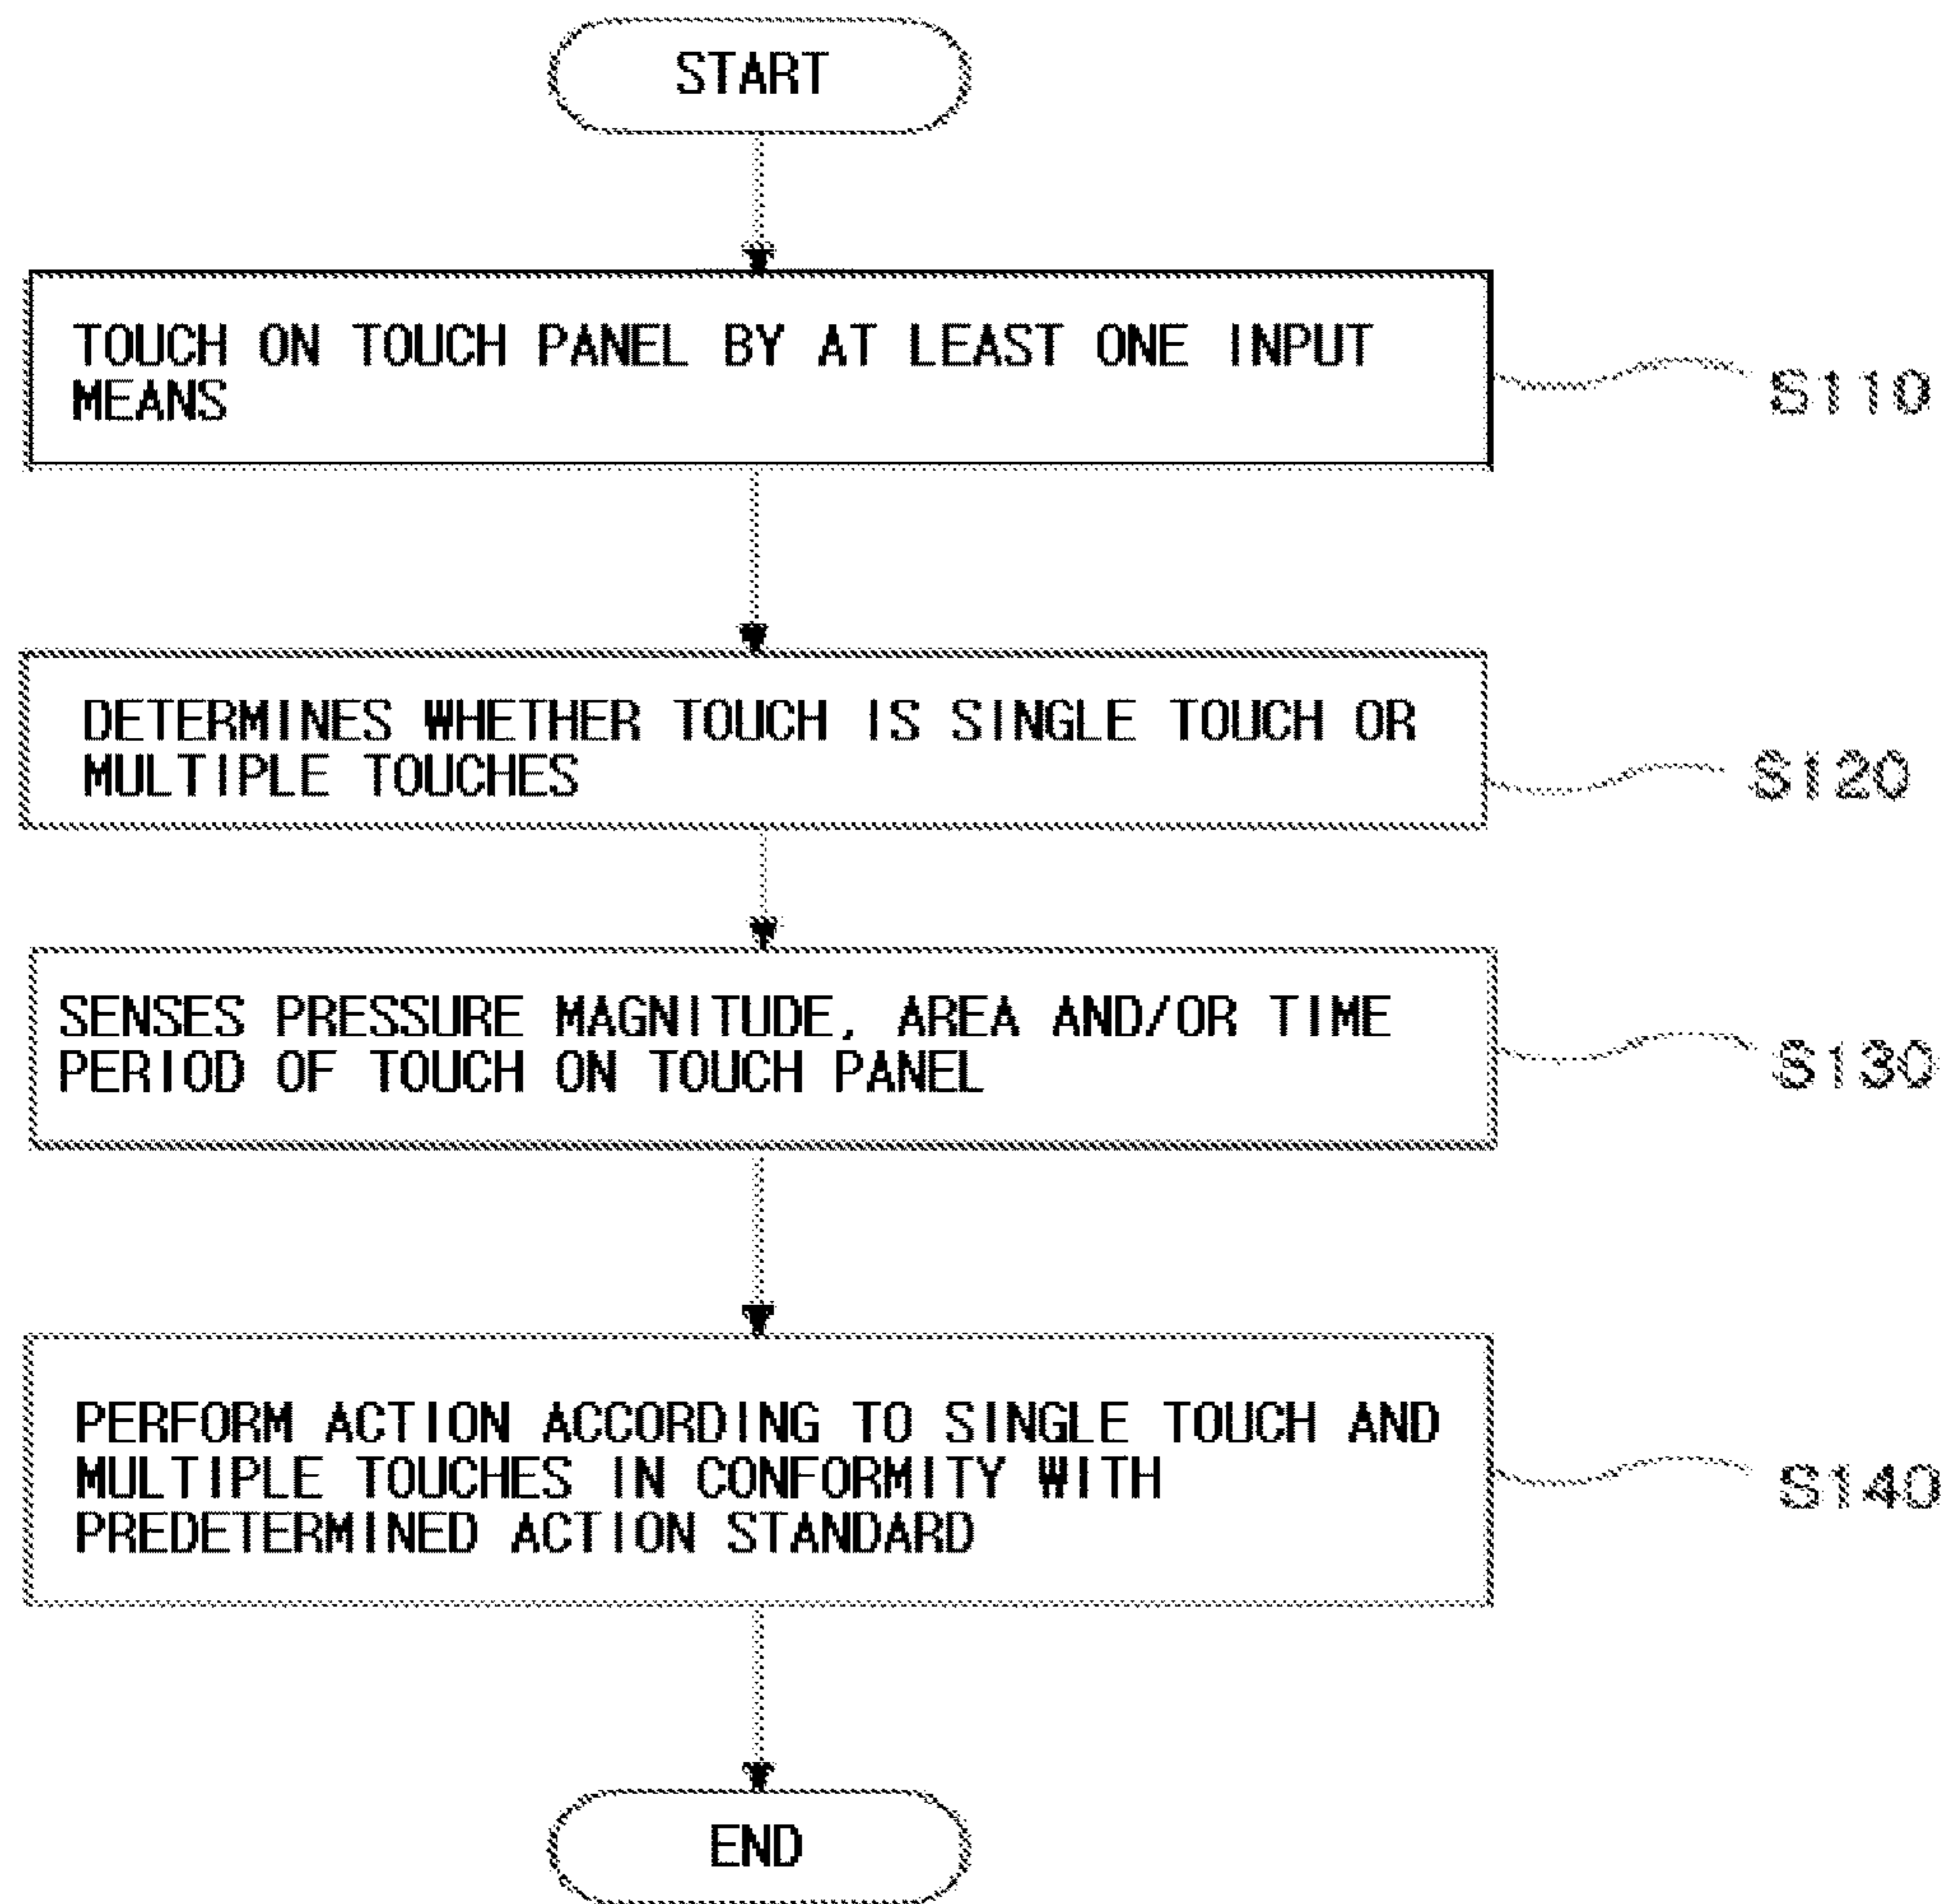 START
TOUCH ON TOUCH PANEL BY AT LEAST ONE INPUT
MEANS
S110
DETERMINES WHETHER TOUCH IS SINGLE TOUCH OR
MULTIPLE TOUCHES
S120
SENSES PRESSURE MAGNITUDE, AREA AND/OR TIME
PERIOD OF TOUCH ON TOUCH PANEL
S130
PERFORM ACTION ACCORDING TO SINGLE TOUCH AND
MULTIPLE TOUCHES IN CONFORMITY WITH
PREDETERMINED ACTION STANDARD
S140
END